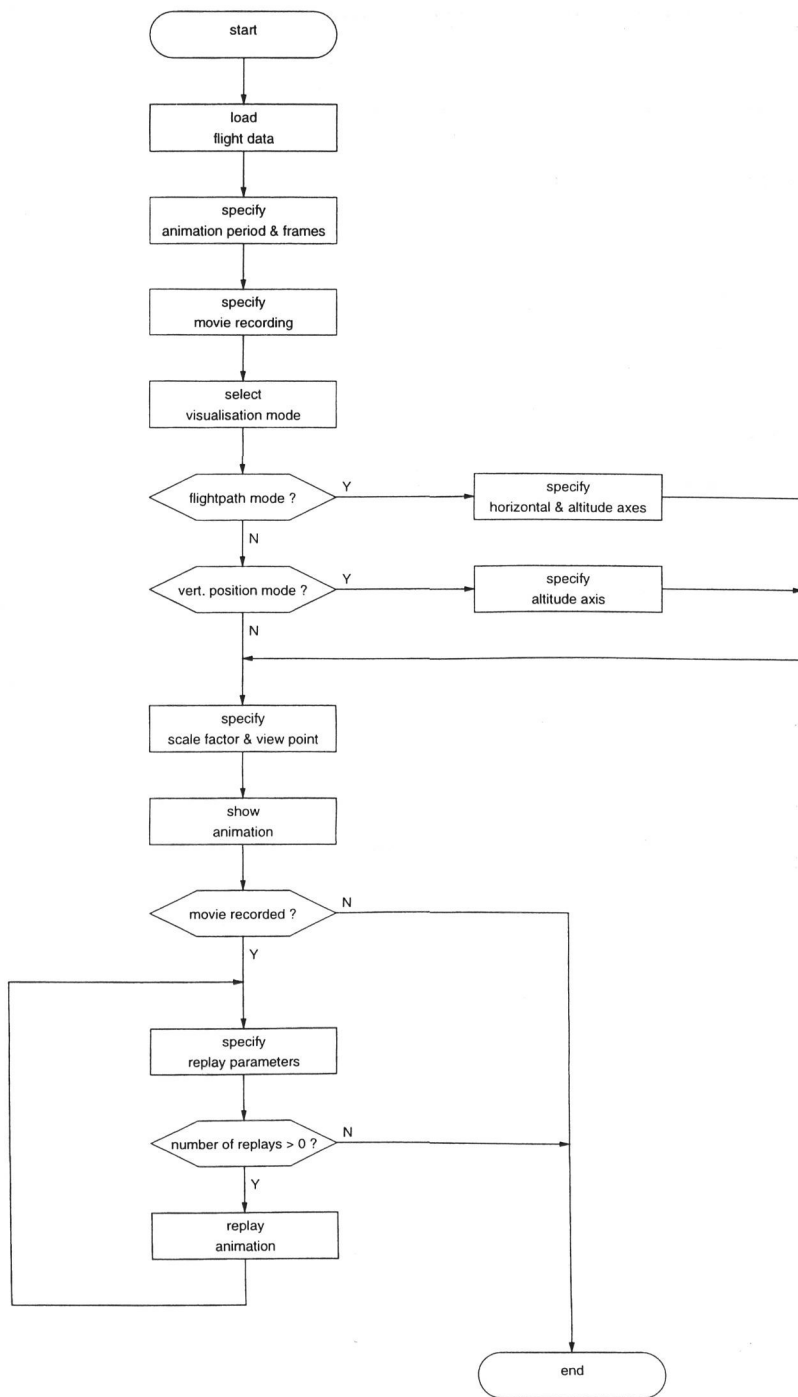 start
load
flight data
specify
animation period & frames
specify
movie recording
select
visualisation mode
flightpath mode ?
Y
specify
horizontal & altitude axes
N
vert. position mode ?
Y
specify
altitude axis
N
specify
scale factor & view point
show
animation
movie recorded ?
N
Y
specify
replay parameters
number of replays > 0 ?
N
Y
replay
animation
end